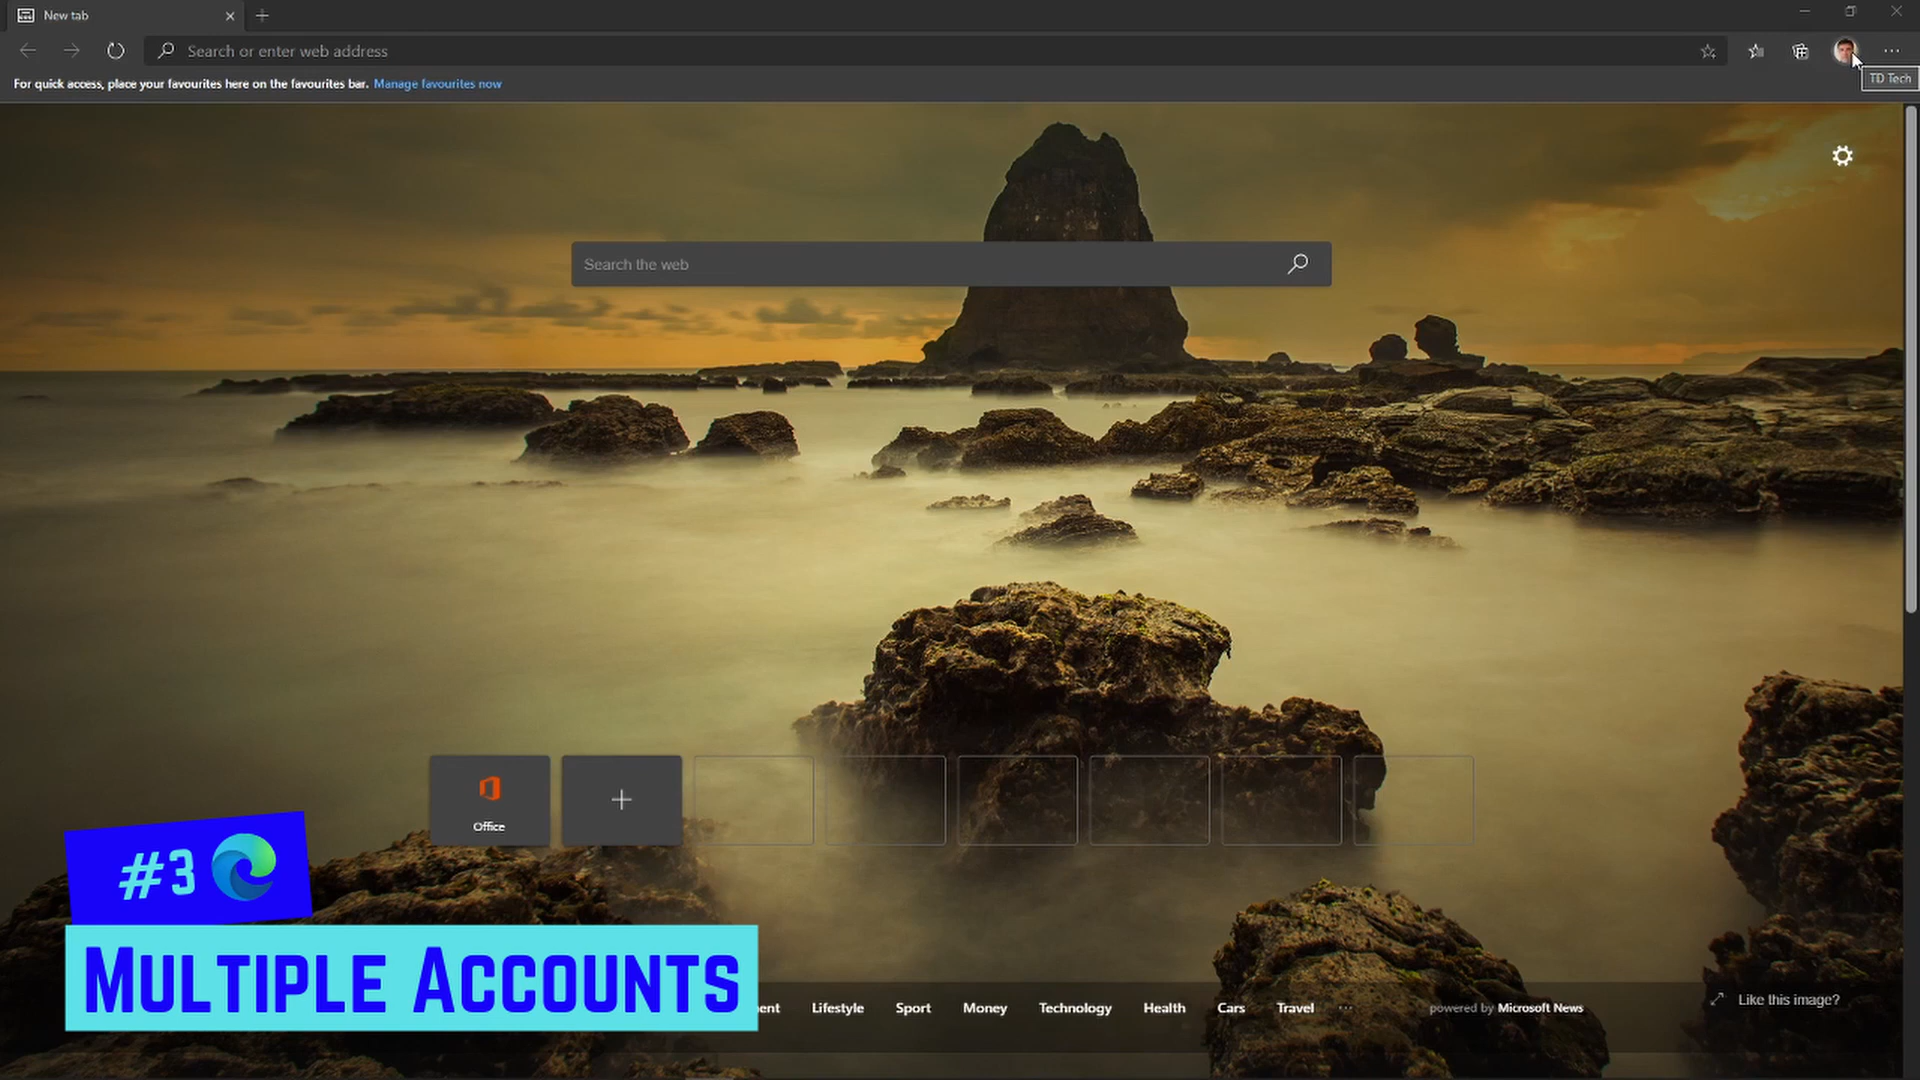 New tab
Search or enter web address
For quick access, place your favourites here on the favourites bar. Manage favourites now
TD Tech
Search the web
Office
#3
MULTIPLE ACCOUNTS
Lifestyle Sport Money Technology Health Cars Travel ... powered by Microsoft News
Like this image?